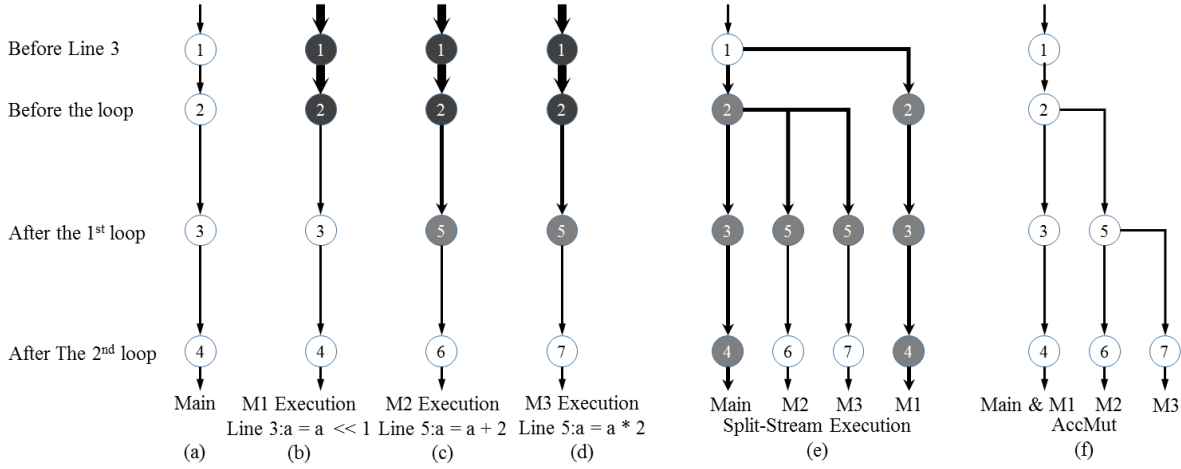 Before Line 3
1 1 1 1 1 1
Before the loop
2 2 2 2 2 2 2
After the 1st loop
3 3 5 5 3 5 5 3 3 5
After The 2nd loop
4 4 6 7 4 6 7 4 4 6 7
Main M1 Execution M2 Execution M3 Execution Main M2 M3 M1 Main & M1 M2 M3
Line 3:a = a << 1 Line 5:a = a + 2 Line 5:a = a * 2 Split-Stream Execution AccMut
(a) (b) (c) (d) (e) (f)